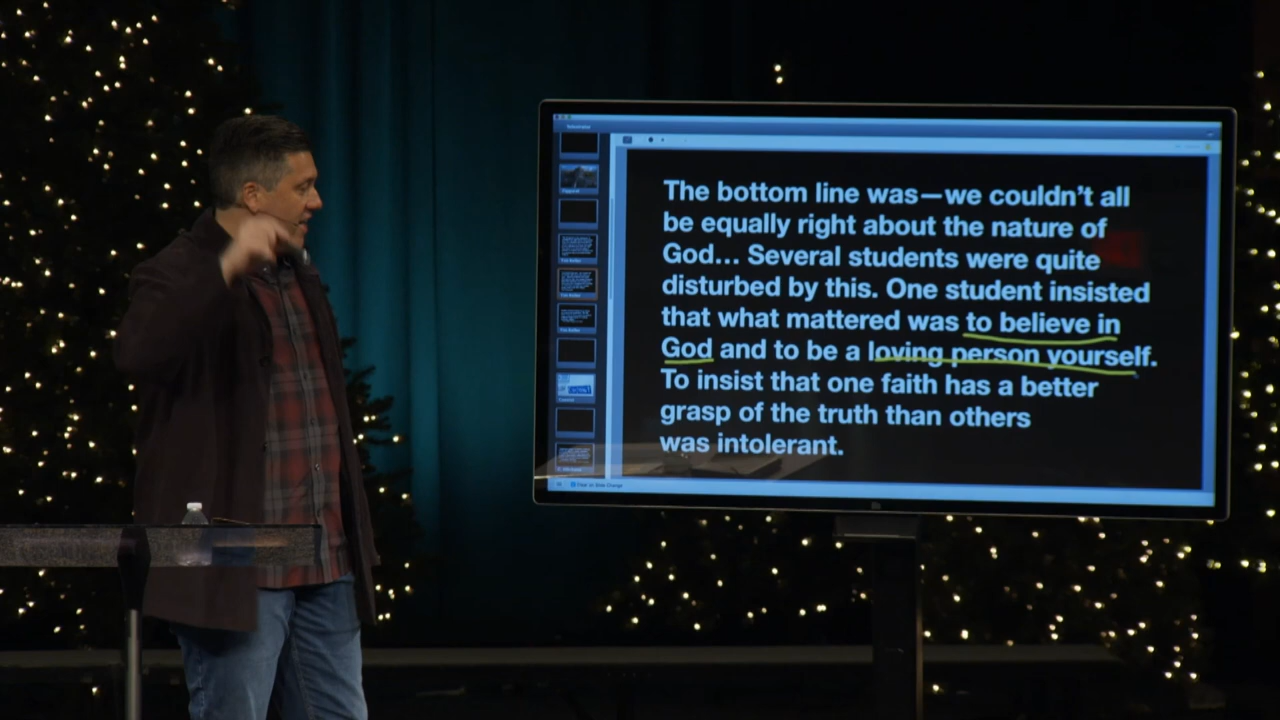 The bottom line was—we couldn't all
be equally right about the nature of
God... Several students were quite
disturbed by this. One student insisted
that what mattered was to believe in
God and to be a loving person yourself.
To insist that one faith has a better
grasp of the truth than others
was intolerant.